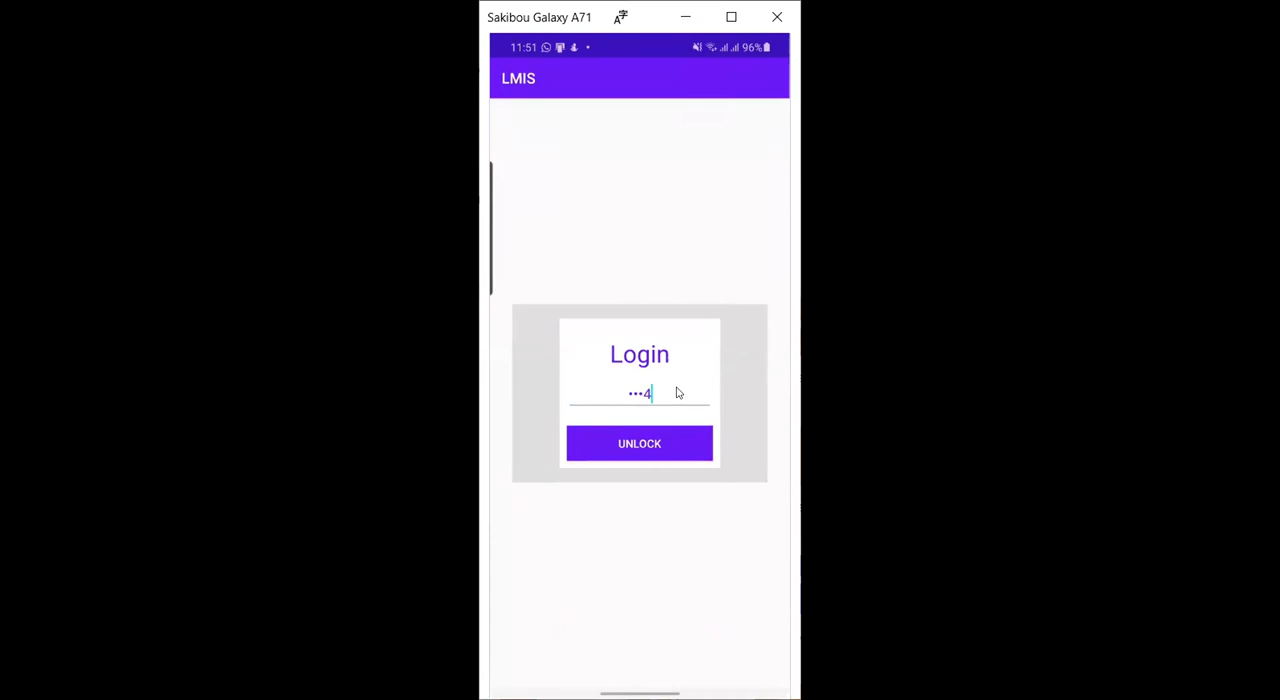 Sakibou Galaxy A71
11:51 96%
LMIS
Login
•••4
UNLOCK